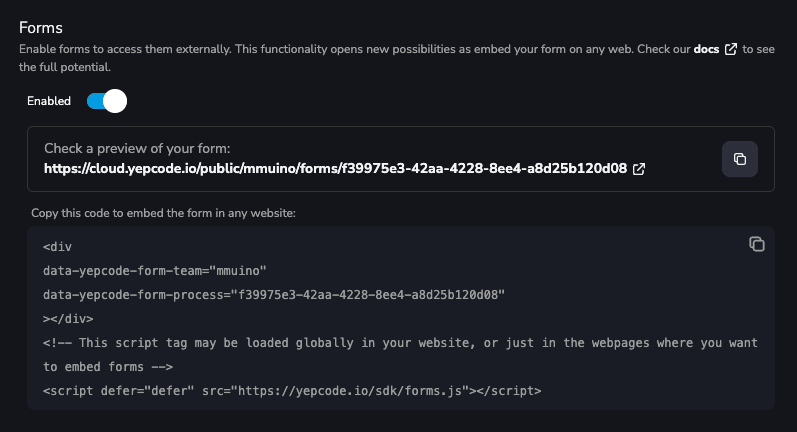 Forms
Enable forms to access them externally. This functionality opens new possibilities as embed your form on any web. Check our docs to see
the full potential.
Enabled
Check a preview of your form:
https://cloud.yepcode.io/public/mmuino/forms/f39975e3-42aa-4228-8ee4-a8d25b120d08
Copy this code to embed the form in any website:
<div
data-yepcode-form-team="mmuino"
data-yepcode-form-process="f39975e3-42aa-4228-8ee4-a8d25b120d08"
></div>
<!-- This script tag may be loaded globally in your website, or just in the webpages where you want
to embed forms -->
<script defer="defer" src="https://yepcode.io/sdk/forms.js"></script>